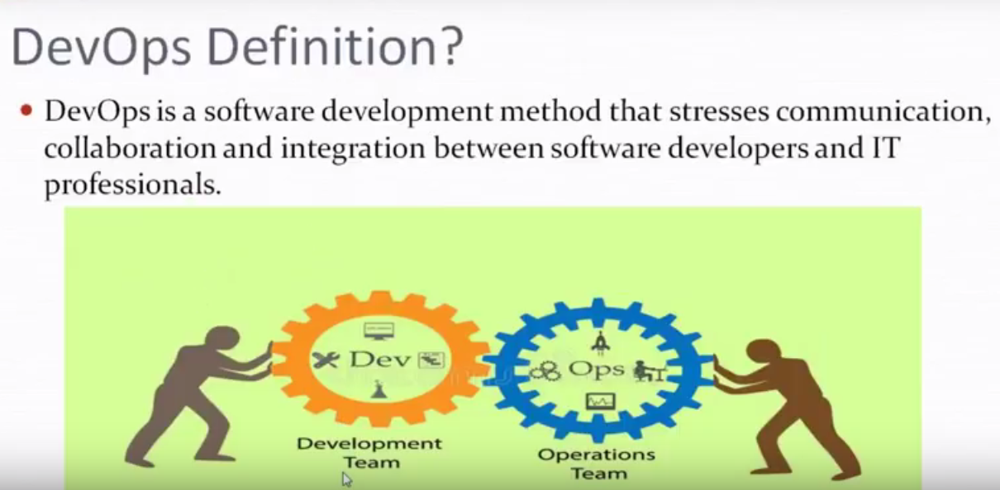 DevOps Definition?
• DevOps is a software development method that stresses communication,
collaboration and integration between software developers and IT
professionals.
Dev
Ops
Development
Team
Operations
Team